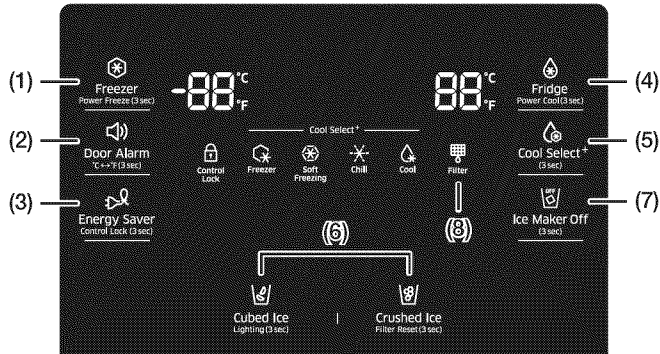 (1)
Freezer
Power Freeze (3 sec)
(2)
Door Alarm
°C↔°F (3 sec)
(3)
Energy Saver
Control Lock (3 sec)
-88 °C °F
88 °C °F
Cool Select+
Control Lock
Freezer
Soft Freezing
Chill
Cool
Filter
(4)
Fridge
Power Cool (3 sec)
(5)
Cool Select+
(3 sec)
OFF
(7)
Ice Maker Off
(3 sec)
(6)
(8)
Cubed Ice
Lighting (3 sec)
|
Crushed Ice
Filter Reset (3 sec)